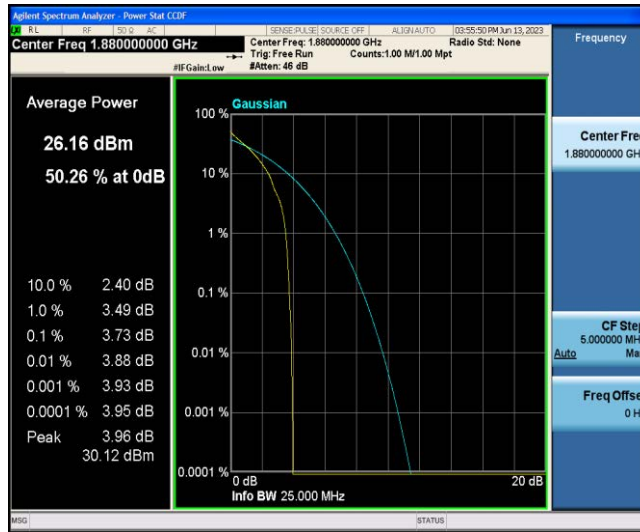 Agilent Spectrum Analyzer - Power Stat CCDF
RL RF 50 Ω AC SENSE:PULSE SOURCE OFF ALIGN AUTO 03:55:50 PM Jun 13, 2023
Center Freq 1.880000000 GHz
Center Freq: 1.880000000 GHz Radio Std: None
Trig: Free Run Counts:1.00 M/1.00 Mpt
#IFGain:Low #Atten: 46 dB
Frequency
Average Power
26.16 dBm
50.26 % at 0dB
10.0 % 2.40 dB
1.0 % 3.49 dB
0.1 % 3.73 dB
0.01 % 3.88 dB
0.001 % 3.93 dB
0.0001 % 3.95 dB
Peak 3.96 dB
30.12 dBm
Gaussian
100 %
10 %
1 %
0.1 %
0.01 %
0.001 %
0.0001 %
0 dB 20 dB
Info BW 25.000 MHz
Center Fre
1.880000000 GH
CF Step
5.000000 MH
Auto Ma
Freq Offse
0 H
MSG STATUS